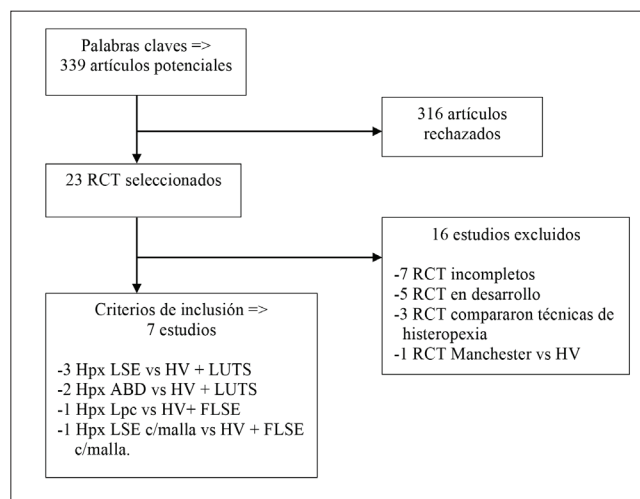 Palabras claves =>
339 artículos potenciales
316 artículos
rechazados
23 RCT seleccionados
16 estudios excluidos
-7 RCT incompletos
-5 RCT en desarrollo
-3 RCT compararon técnicas de
histeropexia
-1 RCT Manchester vs HV
Criterios de inclusión =>
7 estudios
-3 Hpx LSE vs HV + LUTS
-2 Hpx ABD vs HV + LUTS
-1 Hpx Lpc vs HV+ FLSE
-1 Hpx LSE c/malla vs HV + FLSE
c/malla.